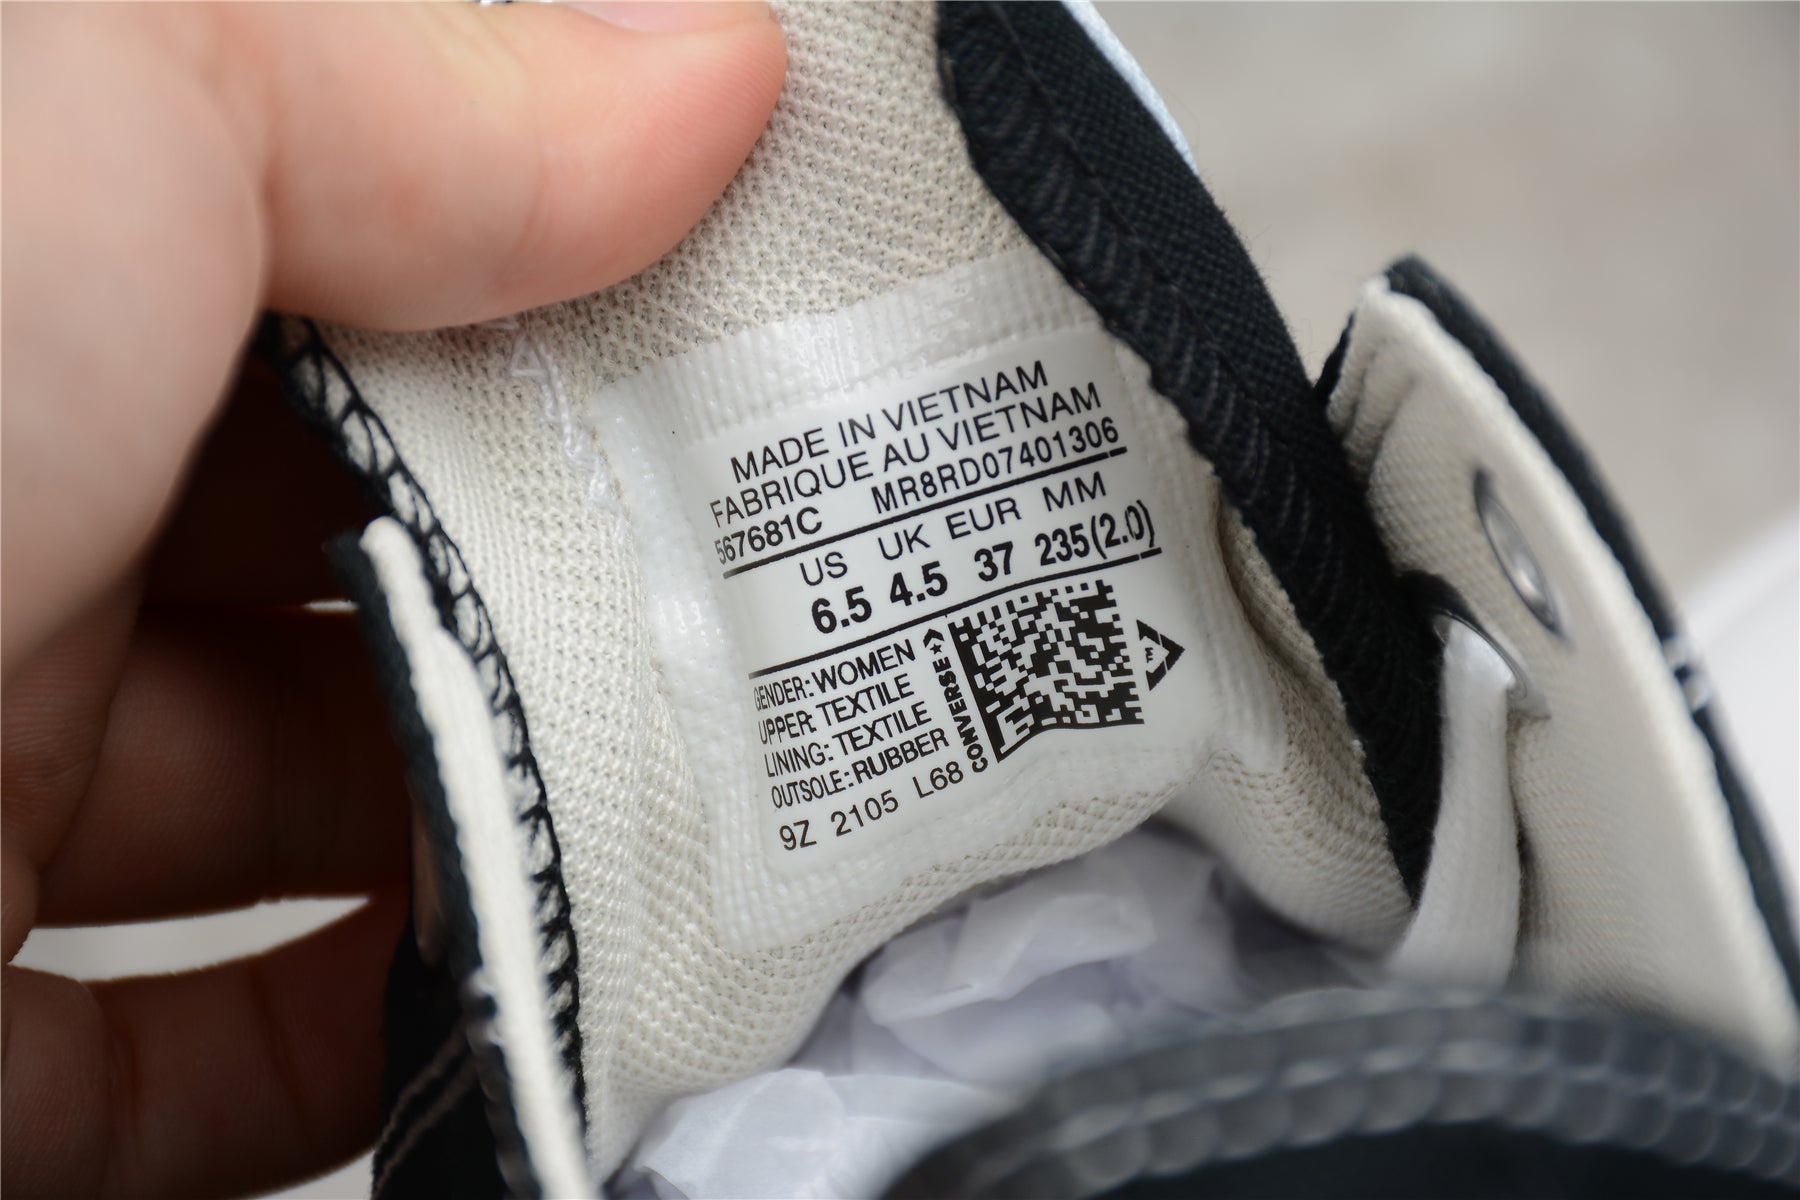 MADE IN VIETNAM
FABRIQUE AU VIETNAM
567681C MR8RD07401306
US UK EUR MM
6.5 4.5 37 235(2.0)
GENDER: WOMEN
UPPER: TEXTILE
LINING: TEXTILE
OUTSOLE: RUBBER
9Z 2105 L68
CONVERSE